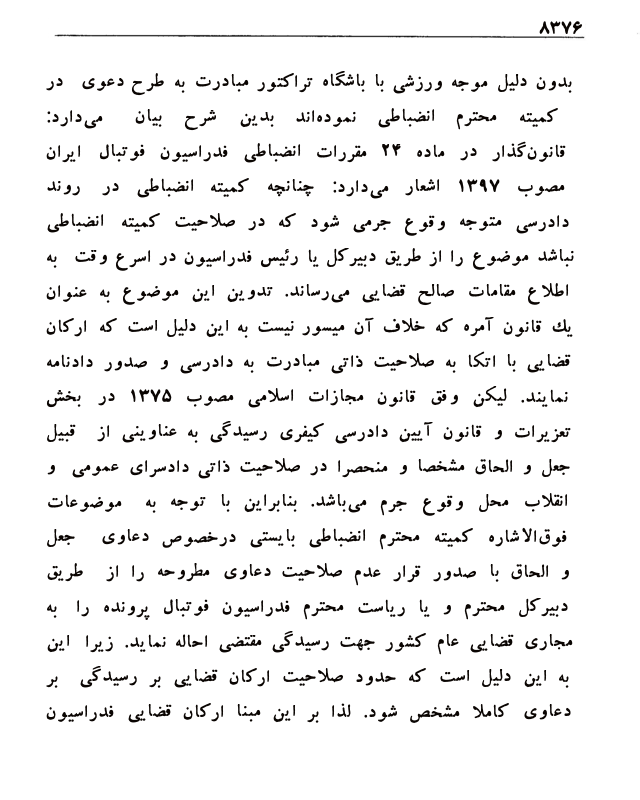 ۸۳۷۶
بدون دلیل موجه ورزشی با باشگاه تراکتور مبادرت به طرح دعوی در
کمیته محترم انضباطی نموده‌اند بدین شرح بیان می‌دارد:
قانون‌گذار در ماده ۲۴ مقررات انضباطی فدراسیون فوتبال ایران
مصوب ۱۳۹۷ اشعار می‌دارد: چنانچه کمیته انضباطی در روند
دادرسی متوجه وقوع جرمی شود که در صلاحیت کمیته انضباطی
نباشد موضوع را از طریق دبیرکل یا رئیس فدراسیون در اسرع وقت به
اطلاع مقامات صالح قضایی می‌رساند. تدوین این موضوع به عنوان
یك قانون آمره که خلاف آن میسور نیست به این دلیل است که ارکان
قضایی با اتکا به صلاحیت ذاتی مبادرت به دادرسی و صدور دادنامه
نمایند. لیکن وفق قانون مجازات اسلامی مصوب ۱۳۷۵ در بخش
تعزیرات و قانون آیین دادرسی کیفری رسیدگی به عناوینی از قبیل
جعل و الحاق مشخصا و منحصرا در صلاحیت ذاتی دادسرای عمومی و
انقلاب محل وقوع جرم می‌باشد. بنابراین با توجه به موضوعات
فوق‌الاشاره کمیته محترم انضباطی بایستی درخصوص دعاوی جعل
و الحاق با صدور قرار عدم صلاحیت دعاوی مطروحه را از طریق
دبیرکل محترم و یا ریاست محترم فدراسیون فوتبال پرونده را به
مجاری قضایی عام کشور جهت رسیدگی مقتضی احاله نماید. زیرا این
به این دلیل است که حدود صلاحیت ارکان قضایی بر رسیدگی بر
دعاوی کاملا مشخص شود. لذا بر این مبنا ارکان قضایی فدراسیون